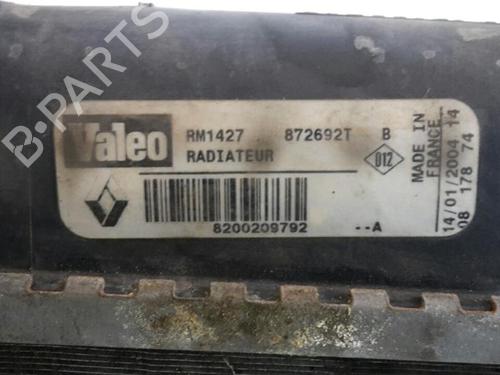 Valeo RM1427 872692T B
RADIATEUR
012
8200209792 --A
MADE IN
FRANCE
14/01/2004 14
08 178 74
B-PARTS